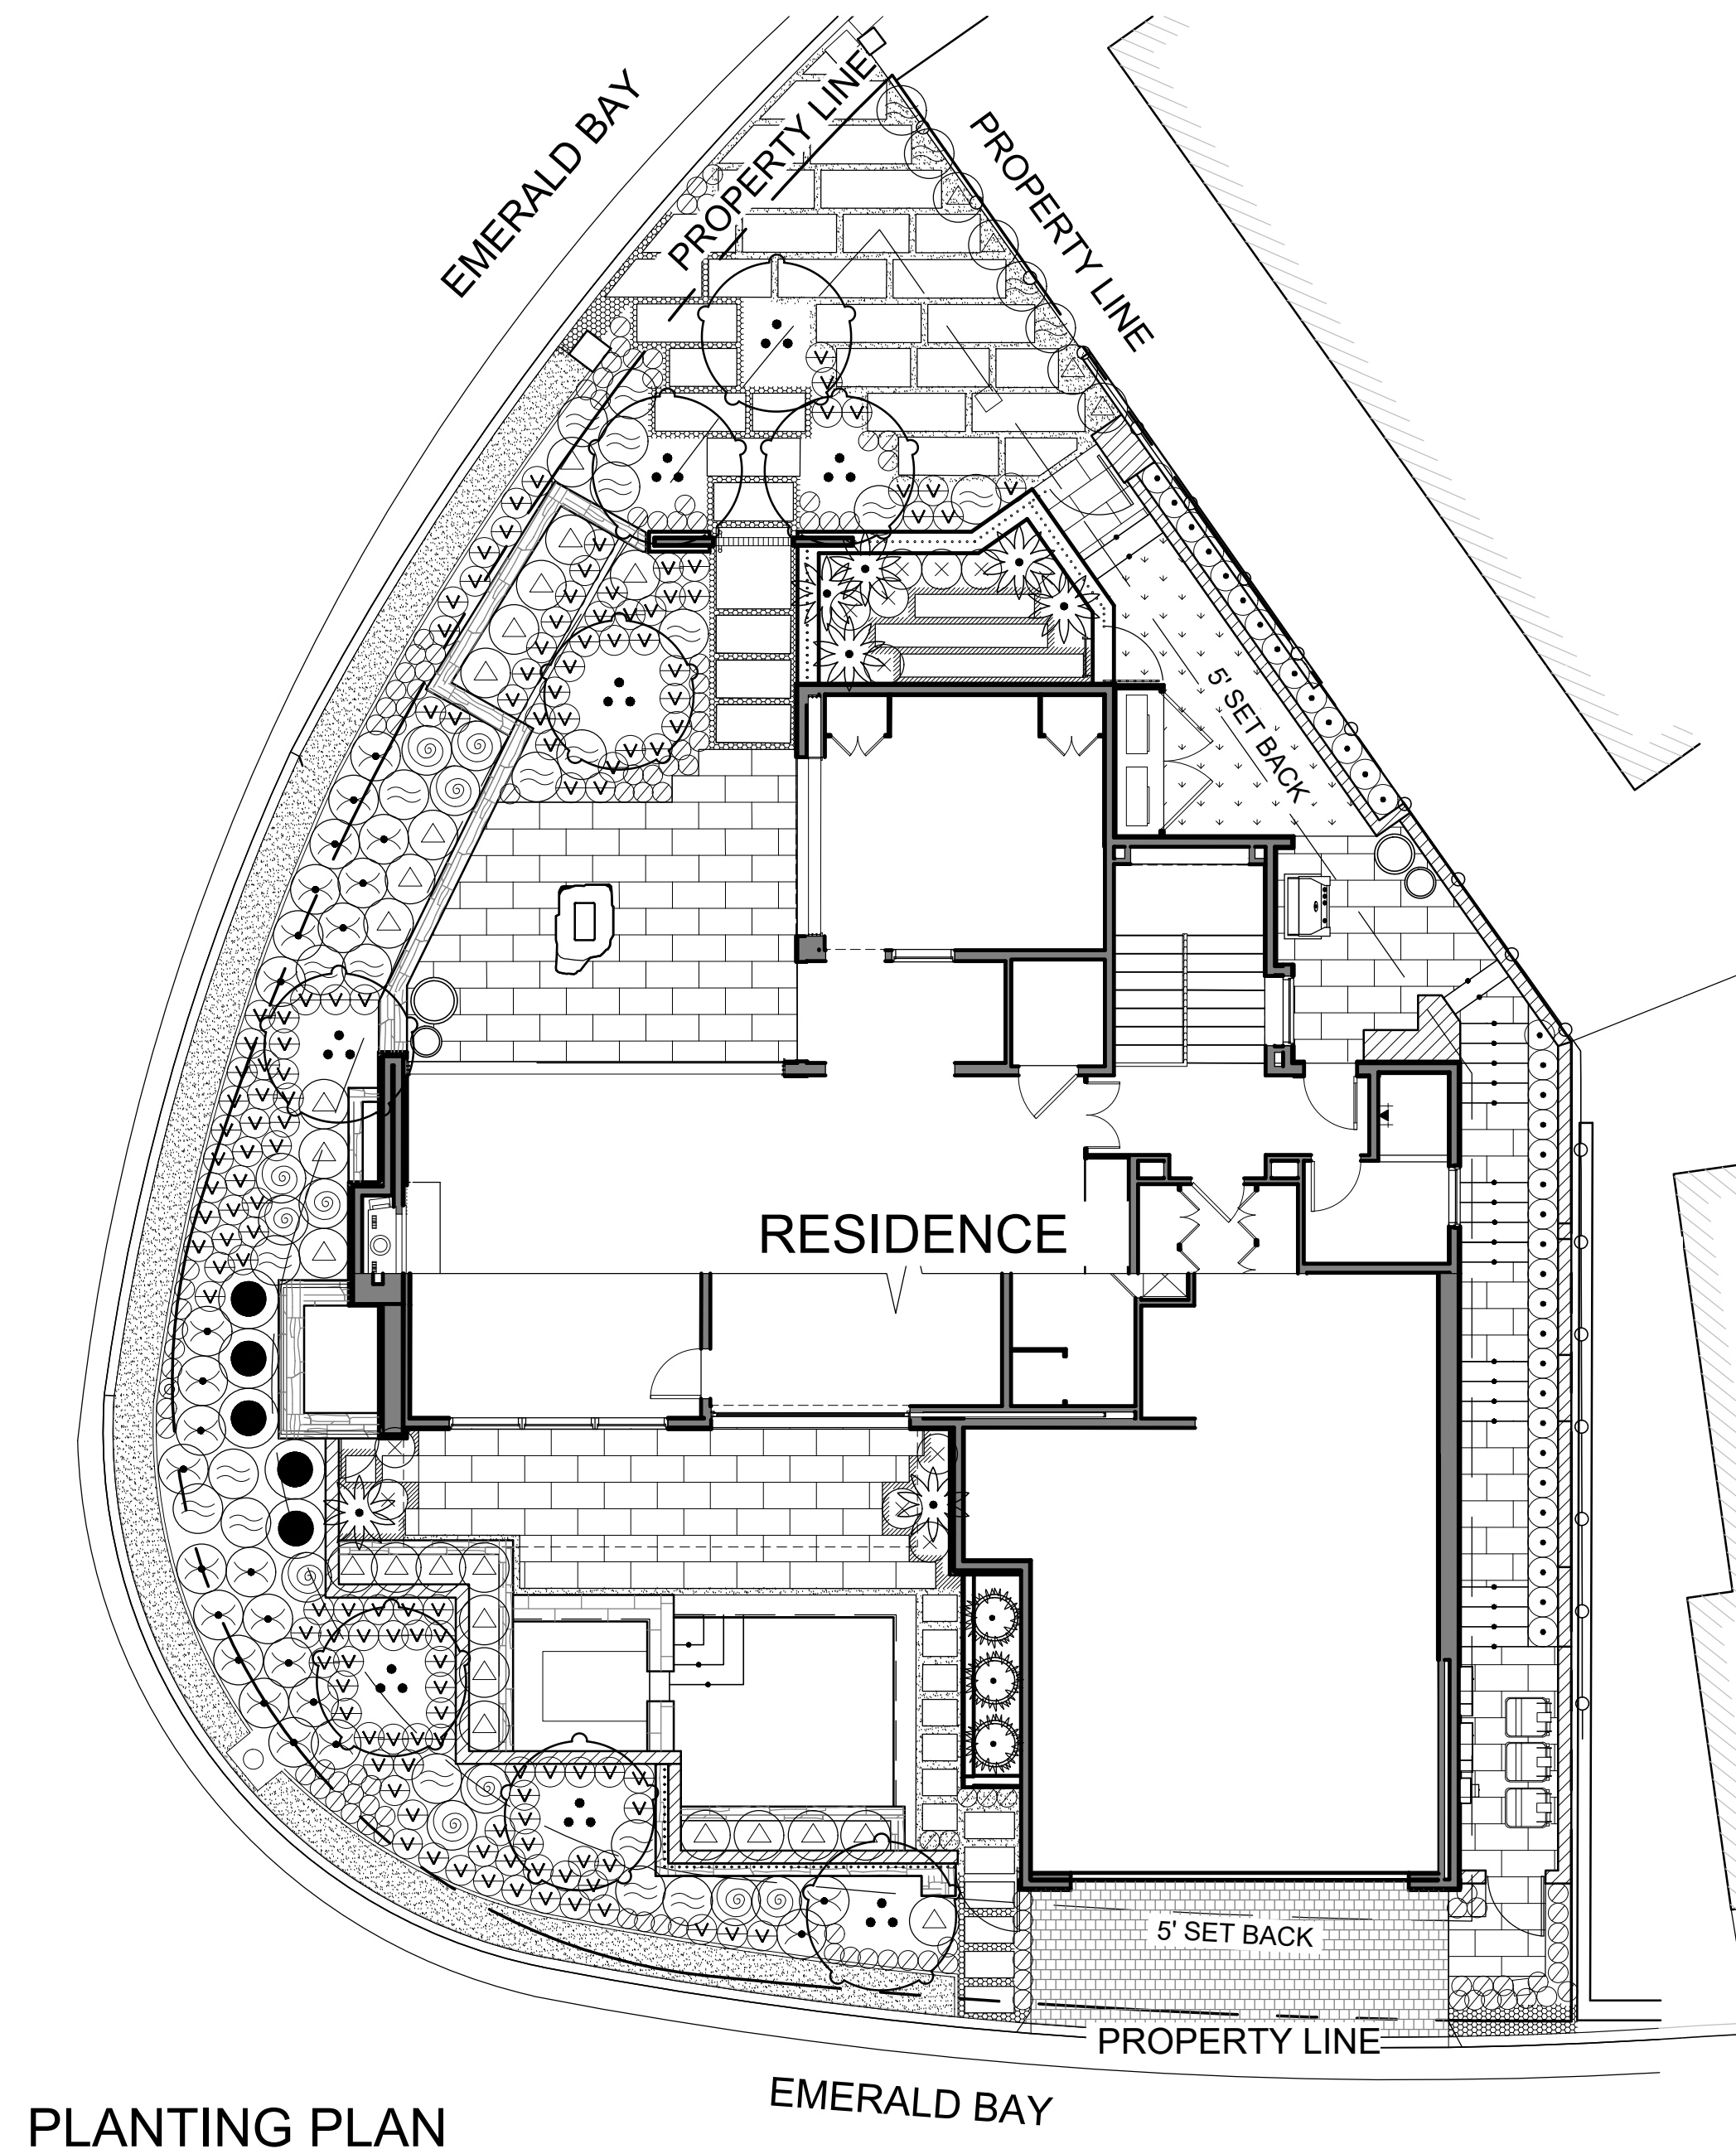 EMERALD BAY
PROPERTY LINE
PROPERTY LINE
5' SET BACK
RESIDENCE
5' SET BACK
PROPERTY LINE
EMERALD BAY
PLANTING PLAN